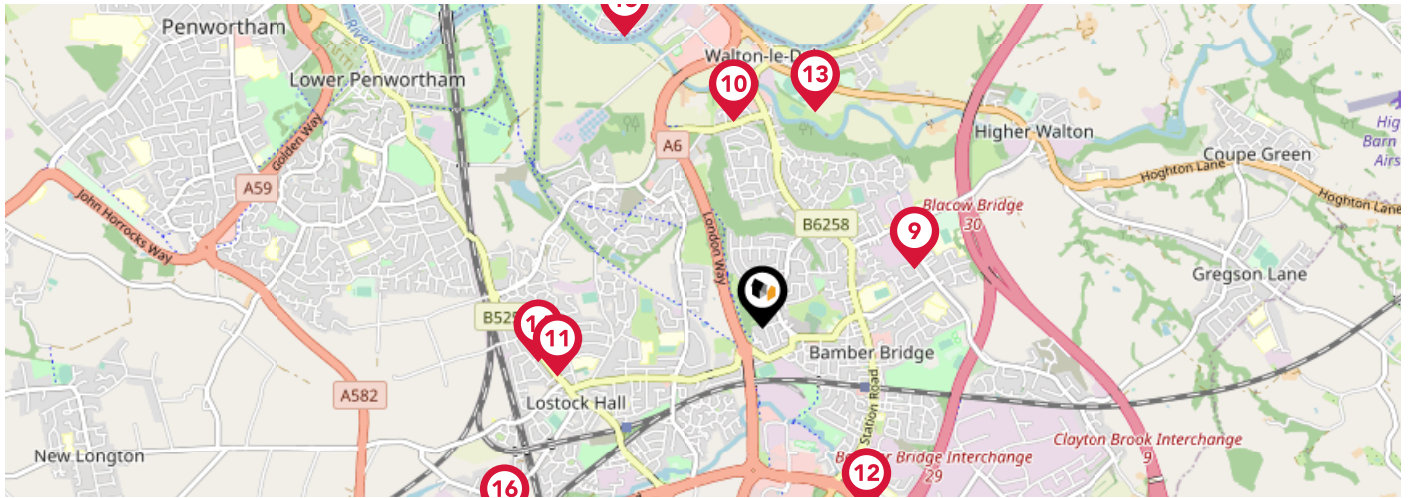 Penwortham
River
Walton-le-D
Lower Penwortham
10
13
Higher Walton
A6
Coupe Green
Golden Way
Hoghton Lane
A59
Hoghton Lane
John Horrocks Way
London Way
B6258
Blacow Bridge
30
9
Gregson Lane
B52
11
Bamber Bridge
A582
Lostock Hall
Station Road
New Longton
Clayton Brook Interchange
9
Bridge Interchange
29
12
16